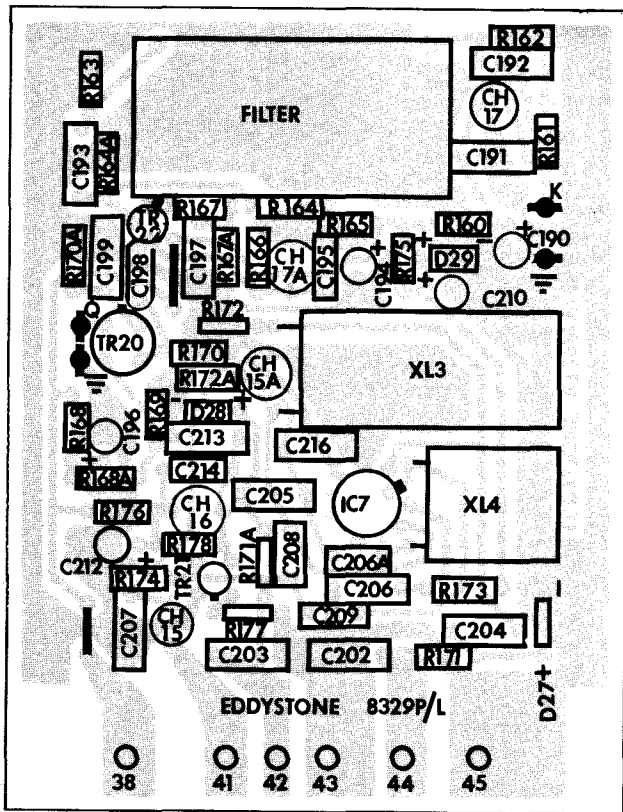 R162
C192
R163
CH
17
FILTER
C193
R164A
C191
R161
K
R167
R164
TR
22
R165
R160
R170A
C199
C198
C197
R167A
R166
CH
17A
C195
C194
R175
+
+
-
+
D29
C190
+
C210
Q
R172
TR20
R170
CH
15A
XL3
R172A
- +
R169
D28
R168
C196
C213
C216
+
R168A
C214
C205
IC7
XL4
R176
CH
16
R178
R171A
C208
C212
+
TR21
C206A
R174
C206
R173
-
C207
CH
15
C209
C204
R177
C203
C202
R171
D27+
EDDYSTONE 8329P/L
38 41 42 43 44 45